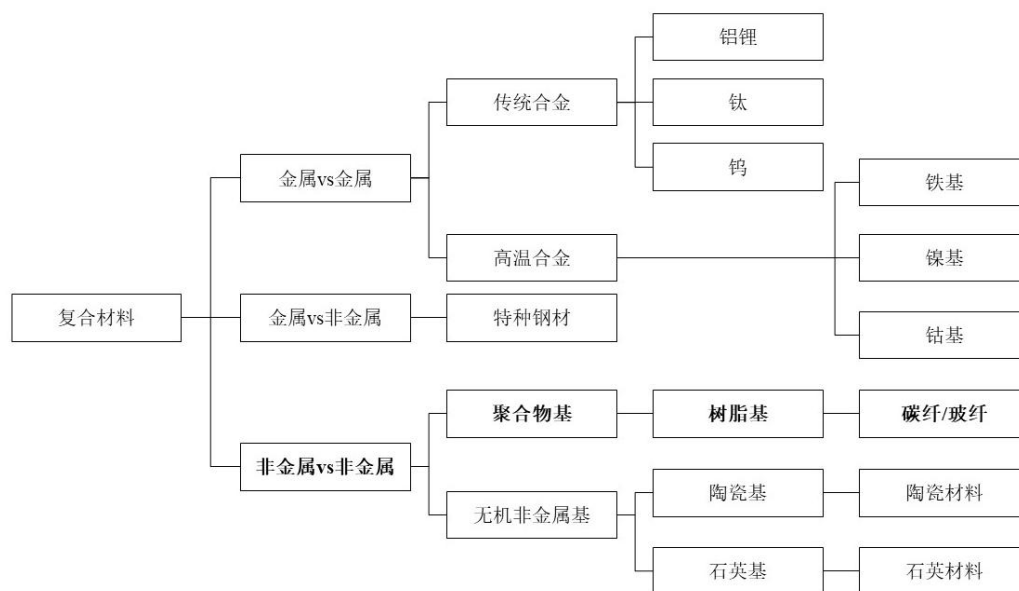 复合材料
金属vs金属
传统合金
铝锂
钛
钨
高温合金
铁基
镍基
钴基
金属vs非金属
特种钢材
非金属vs非金属
聚合物基
树脂基
碳纤/玻纤
无机非金属基
陶瓷基
陶瓷材料
石英基
石英材料